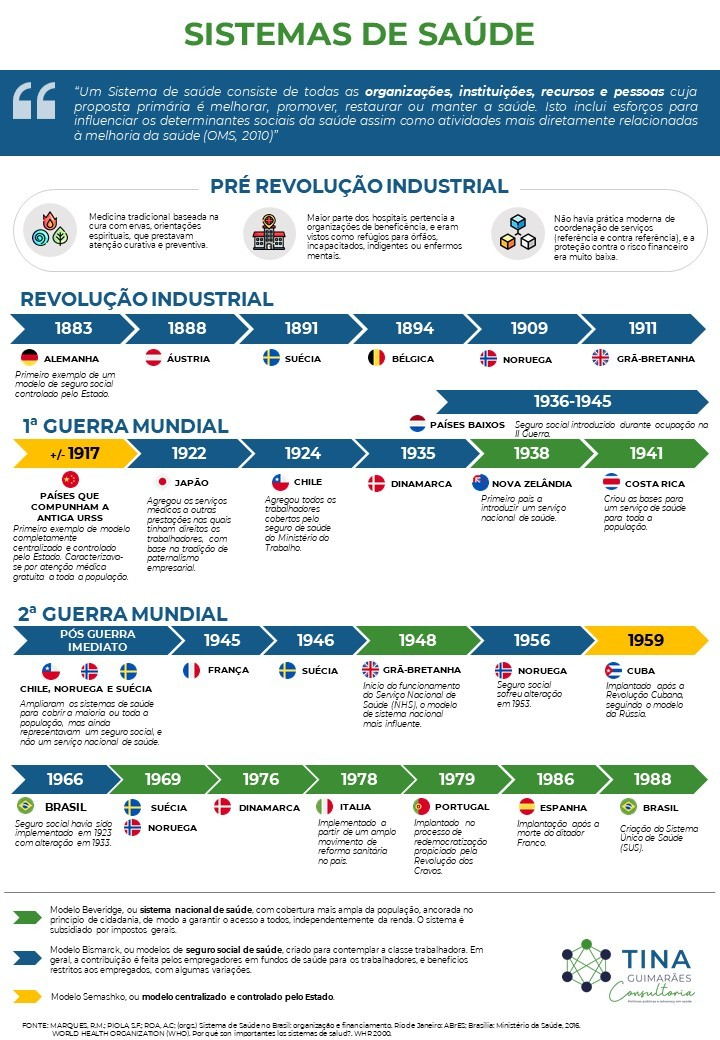 SISTEMAS DE SAÚDE
“Um Sistema de saúde consiste de todas as organizações, instituições, recursos e pessoas cuja
proposta primária é melhorar, promover, restaurar ou manter a saúde. Isto inclui esforços para
influenciar os determinantes sociais da saúde assim como atividades mais diretamente relacionadas
à melhoria da saúde (OMS, 2010)”
PRÉ REVOLUÇÃO INDUSTRIAL
Medicina tradicional baseada na
cura com ervas, orientações
espirituais, que prestavam
atenção curativa e preventiva.
Maior parte dos hospitais pertencia a
organizações de beneficência, e eram
vistos como refúgios para órfãos,
incapacitados, indigentes ou enfermos
mentais.
Não havia prática moderna de
coordenação de serviços
(referência e contra referência), e a
proteção contra o risco financeiro
era muito baixa.
REVOLUÇÃO INDUSTRIAL
1883
1888
1891
1894
1909
1911
ALEMANHA
ÁUSTRIA
SUÉCIA
BÉLGICA
NORUEGA
GRÃ-BRETANHA
Primeiro exemplo de um
modelo de seguro social
controlado pelo Estado.
1936-1945
PAÍSES BAIXOS
Seguro social introduzido durante ocupação na
II Guerra.
1ª GUERRA MUNDIAL
+/- 1917
1922
1924
1935
1938
1941
PAÍSES QUE
COMPUNHAM A
ANTIGA URSS
Primeiro exemplo de modelo
completamente
centralizado e controlado
pelo Estado. Caracterizava-
se por atenção médica
gratuita a toda a população.
JAPÃO
Agregou os serviços
médicos a outras
prestações nas quais
tinham direitos os
trabalhadores, com
base na tradição de
paternalismo
empresarial.
CHILE
Agregou todos os
trabalhadores
cobertos pelo
seguro de saúde
do Ministério do
Trabalho.
DINAMARCA
NOVA ZELÂNDIA
Primeiro país a
introduzir um serviço
nacional de saúde.
COSTA RICA
Criou as bases para
um serviço de saúde
para toda a
população.
2ª GUERRA MUNDIAL
PÓS GUERRA
IMEDIATO
1945
1946
1948
1956
1959
CHILE, NORUEGA E SUÉCIA
Ampliaram os sistemas de saúde
para cobrir a maioria ou toda a
população, mas ainda
representavam um seguro social, e
não um serviço nacional de saúde.
FRANÇA
SUÉCIA
GRÃ-BRETANHA
Inicio do funcionamento
do Serviço Nacional de
Saúde (NHS), o modelo
de sistema nacional
mais influente.
NORUEGA
Seguro social
sofreu alteração
em 1953.
CUBA
Implantado após a
Revolução Cubana,
seguindo o modelo
da Rússia.
1966
1969
1976
1978
1979
1986
1988
BRASIL
Seguro social havia sido
implementado em 1923
com alteração em 1933.
SUÉCIA
NORUEGA
DINAMARCA
ITALIA
Implementado a
partir de um amplo
movimento de
reforma sanitária
no país.
PORTUGAL
Implantado no
processo de
redemocratização
propiciado pela
Revolução dos
Cravos.
ESPANHA
Implantação após a
morte do ditador
Franco.
BRASIL
Criação do Sistema
Único de Saúde
(SUS).
Modelo Beveridge, ou sistema nacional de saúde, com cobertura mais ampla da população, ancorada no
princípio de cidadania, de modo a garantir o acesso a todos, independentemente da renda. O sistema é
subsidiado por impostos gerais.
Modelo Bismarck, ou modelos de seguro social de saúde, criado para contemplar a classe trabalhadora. Em
geral, a contribuição é feita pelos empregadores em fundos de saúde para os trabalhadores, e benefícios
restritos aos empregados, com algumas variações.
Modelo Semashko, ou modelo centralizado e controlado pelo Estado.
TINA
GUIMARÃES
Consultoria
FONTE: MARQUES, R.M.; PIOLA, S.F.; ROA, A.C.; (orgs.) Sistema de Saúde no Brasil: organização e financiamento. Rio de Janeiro: ABrES; Brasília: Ministério da Saúde, 2016.
WORLD HEALTH ORGANIZATION (WHO). Por qué son importantes los sistemas de salud?. WHR 2000.